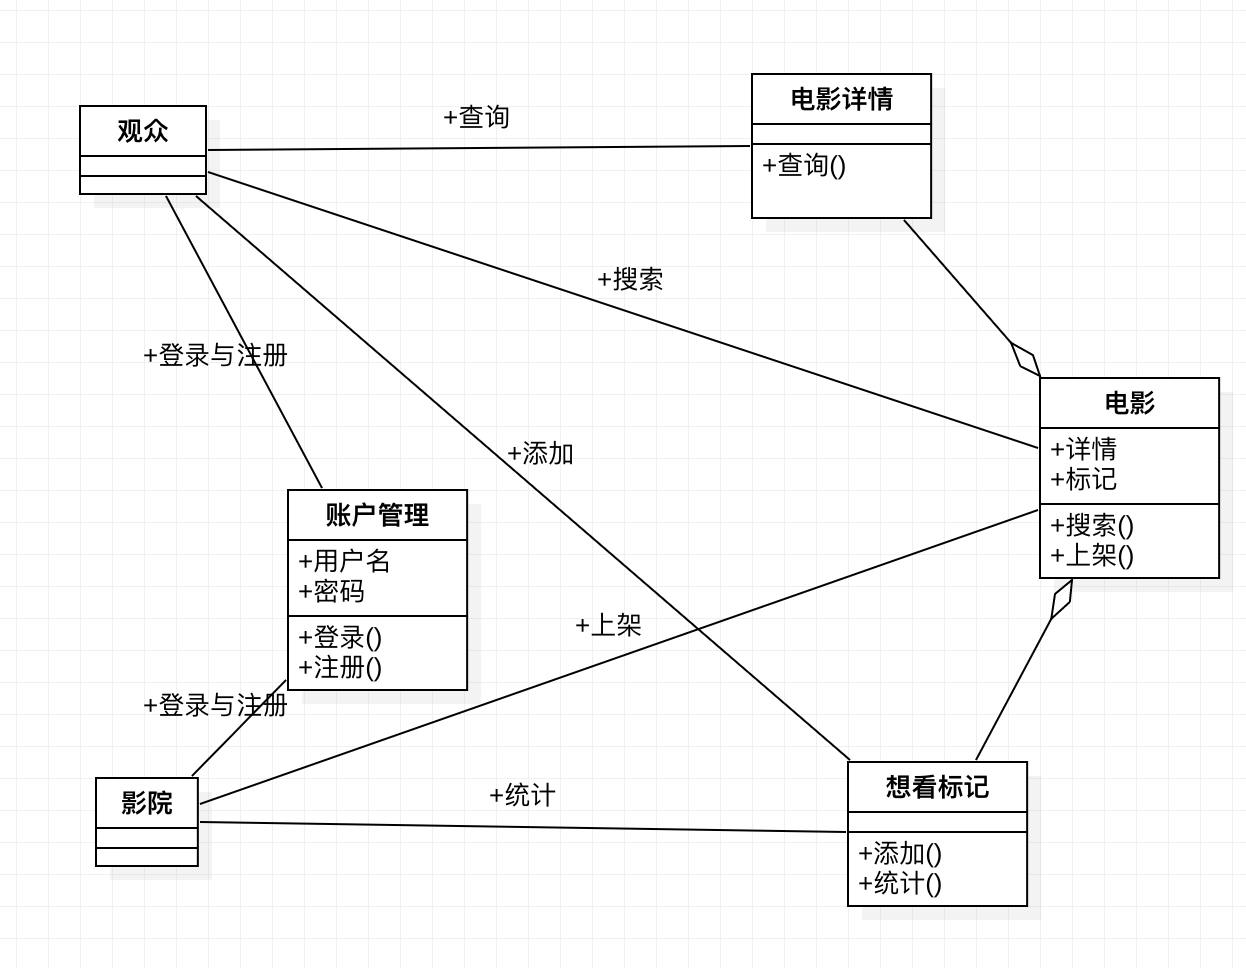 电影详情
+查询
观众
+查询()
+搜索
+登录与注册
电影
+添加
+详情
+标记
账户管理
+搜索()
+上架()
+用户名
+密码
+上架
+登录()
+注册()
+登录与注册
想看标记
+统计
影院
+添加()
+统计()